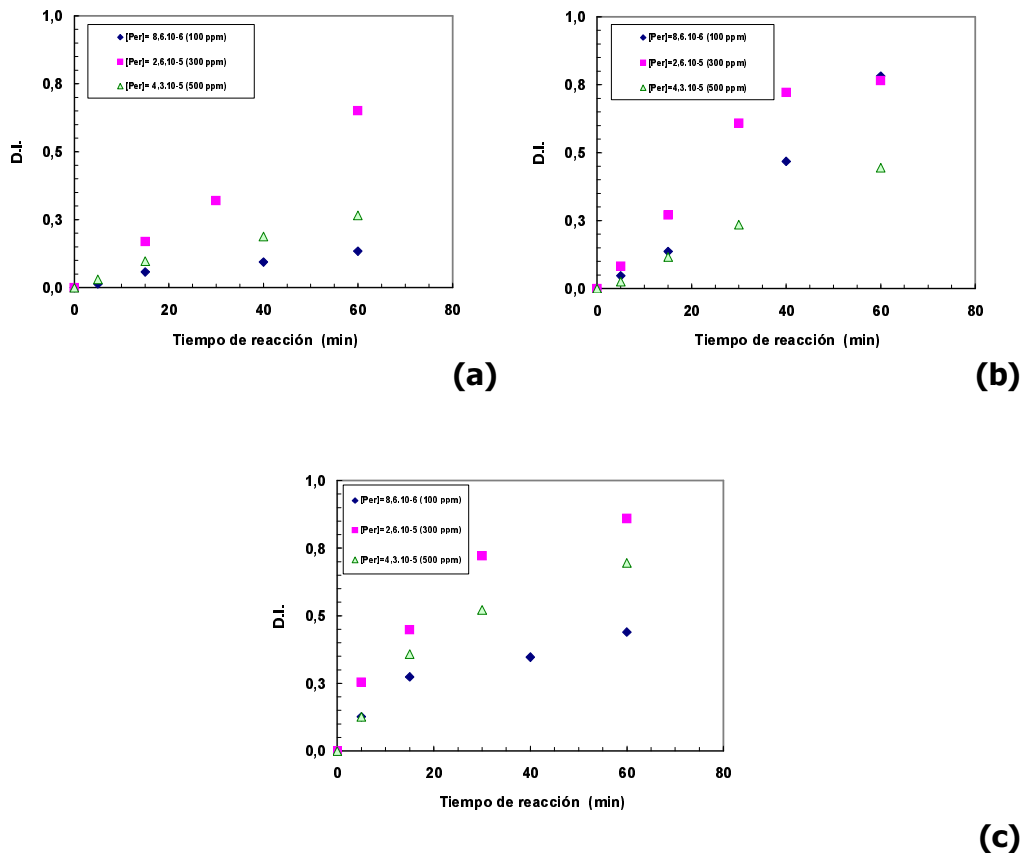 1,0
0,8
0,5
0,3
0,0
D.I.
[Per]= 8,6.10-6 (100 ppm)
[Per]= 2,6.10-5 (300 ppm)
[Per]= 4,3.10-5 (500 ppm)
0 20 40 60 80
Tiempo de reacción (min)
(a)
1,0
0,8
0,5
0,3
0,0
D.I.
[Per]=8,6.10-6 (100 ppm)
[Per]=2,6.10-5 (300 ppm)
[Per]=4,3.10-5 (500 ppm)
0 20 40 60 80
Tiempo de reacción (min)
(b)
1,0
0,8
0,5
0,3
0,0
D.I.
[Per]=8,6.10-6 (100 ppm)
[Per]=2,6.10-5 (300 ppm)
[Per]=4,3.10-5 (500 ppm)
0 20 40 60 80
Tiempo de reacción (min)
(c)